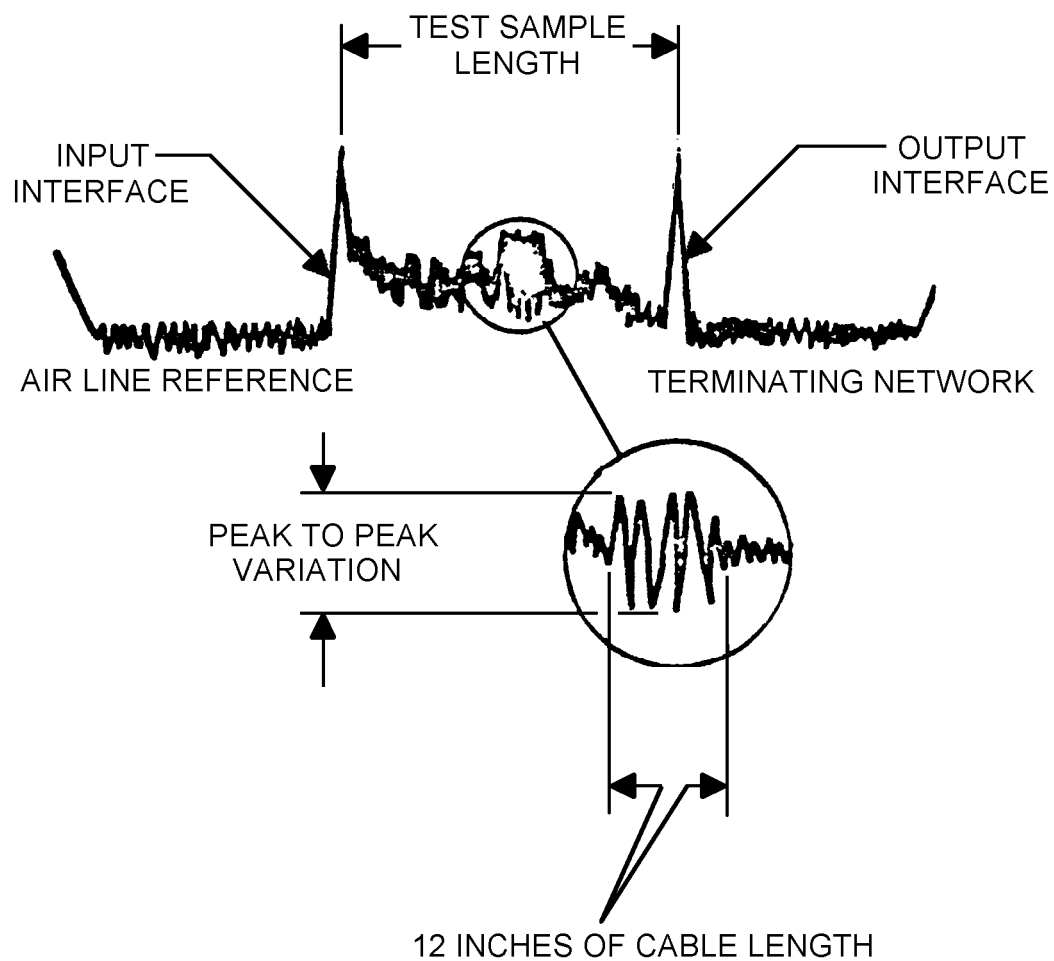 TEST SAMPLE
LENGTH
INPUT
INTERFACE
OUTPUT
INTERFACE
AIR LINE REFERENCE
TERMINATING NETWORK
PEAK TO PEAK
VARIATION
12 INCHES OF CABLE LENGTH